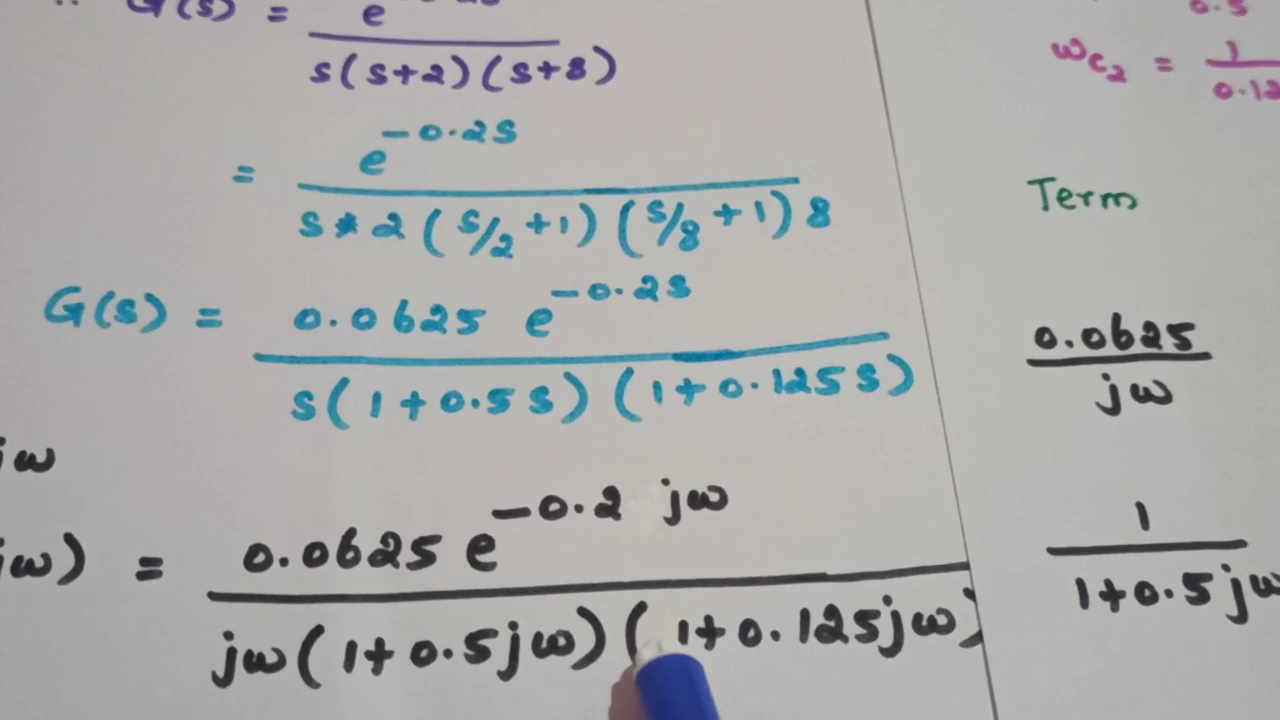 G(s) = e
s(s+2)(s+8)
= e^-0.2s
s*2(s/2+1)(s/8+1)8
G(s) = 0.0625 e^-0.2s
s(1+0.5s)(1+0.125s)
jω
jω) = 0.0625 e^-0.2 jω
jω(1+0.5jω)(1+0.125jω)
0.5
ωc2 = 1
0.12
Term
0.0625
jω
1
1+0.5jω